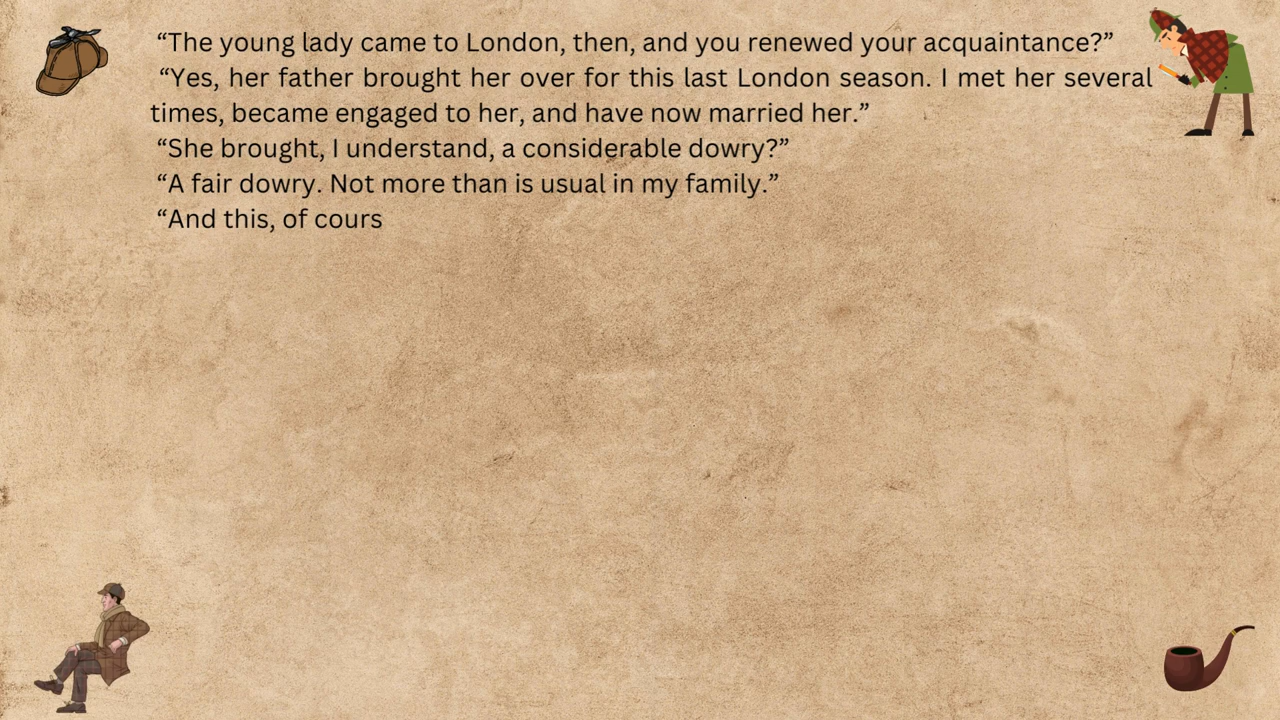 “The young lady came to London, then, and you renewed your acquaintance?”
“Yes, her father brought her over for this last London season. I met her several
times, became engaged to her, and have now married her.”
“She brought, I understand, a considerable dowry?”
“A fair dowry. Not more than is usual in my family.”
“And this, of cours